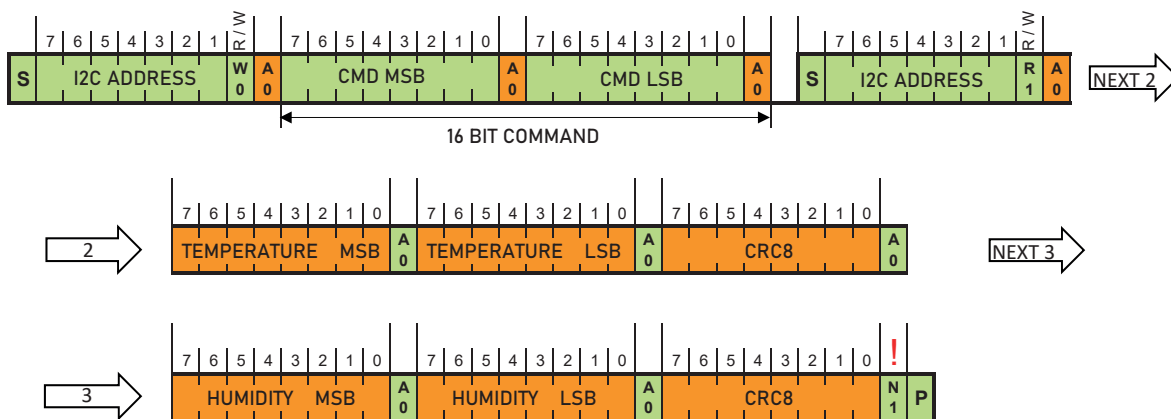 7 6 5 4 3 2 1 R / W 7 6 5 4 3 2 1 0 7 6 5 4 3 2 1 0 7 6 5 4 3 2 1 R / W
S I2C ADDRESS W 0 A 0 CMD MSB A 0 CMD LSB A 0 S I2C ADDRESS R 1 A 0 NEXT 2
16 BIT COMMAND
7 6 5 4 3 2 1 0 7 6 5 4 3 2 1 0 7 6 5 4 3 2 1 0
2 TEMPERATURE MSB A 0 TEMPERATURE LSB A 0 CRC8 A 0 NEXT 3
7 6 5 4 3 2 1 0 7 6 5 4 3 2 1 0 7 6 5 4 3 2 1 0 !
3 HUMIDITY MSB A 0 HUMIDITY LSB A 0 CRC8 N 1 P